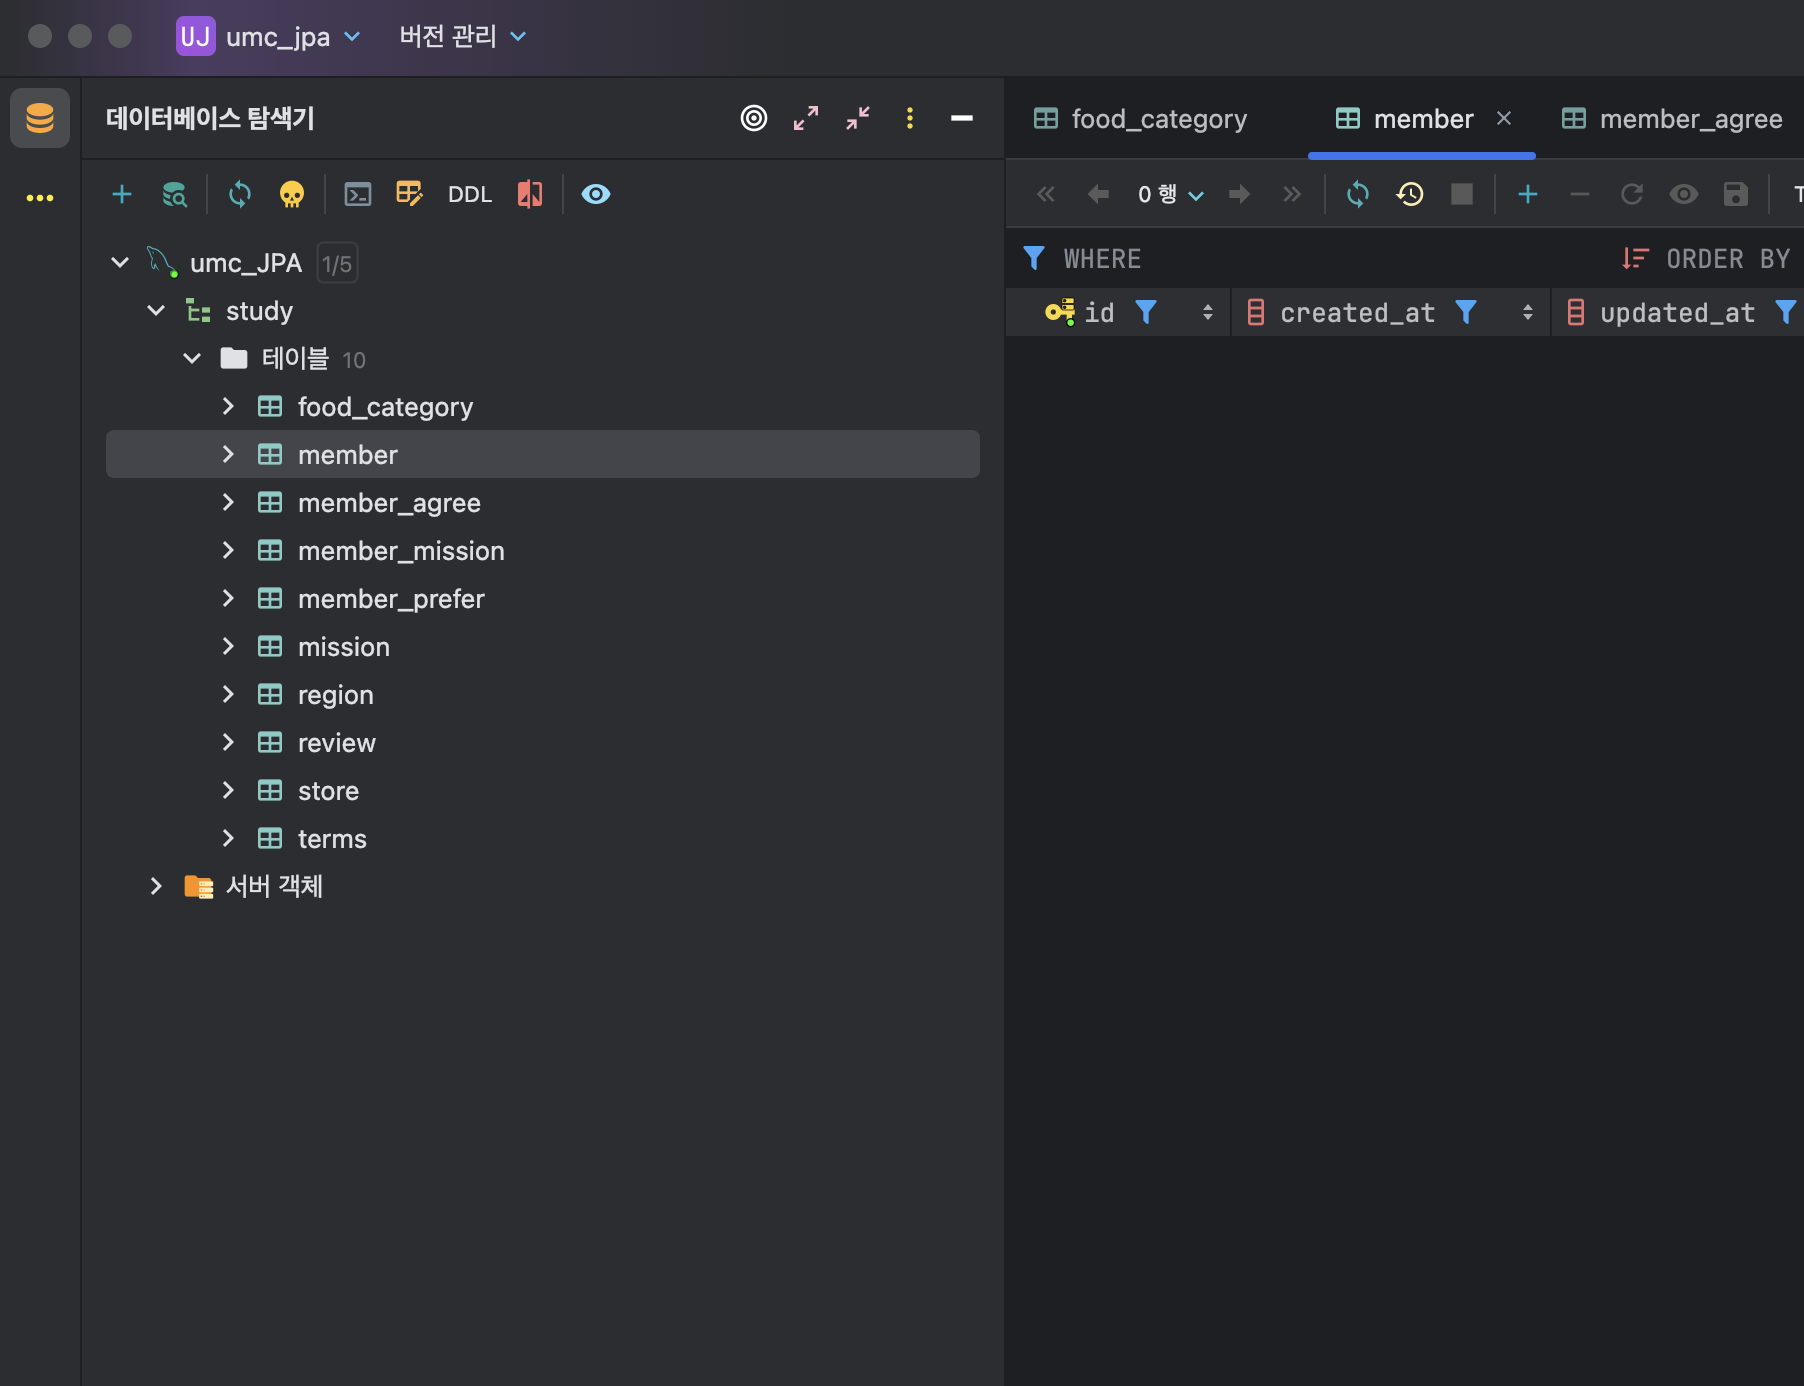 UJ umc_jpa 버전 관리
데이터베이스 탐색기
DDL
umc_JPA 1/5
study
테이블 10
food_category
member
member_agree
member_mission
member_prefer
mission
region
review
store
terms
서버 객체
food_category member member_agree
0 행 T
WHERE ORDER BY
id created_at updated_at